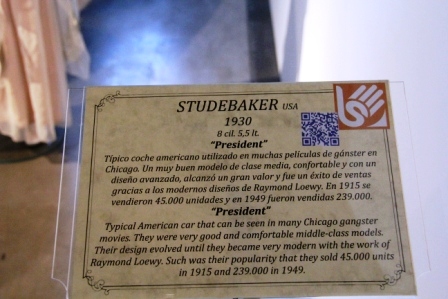 STUDEBAKER USA
1930
8 cil. 5,5 lt.
“President”
Típico coche americano utilizado en muchas películas de gánster en
Chicago. Un muy buen modelo de clase media, confortable y con un
diseño avanzado, alcanzó un gran valor y fue un éxito de ventas
gracias a los modernos diseños de Raymond Loewy. En 1915 se
vendieron 45.000 unidades y en 1949 fueron vendidas 239.000.
“President”
Typical American car that can be seen in many Chicago gangster
movies. They were very good and comfortable middle-class models.
Their design evolved until they became very modern with the work of
Raymond Loewy. Such was their popularity that they sold 45.000 units
in 1915 and 239.000 in 1949.